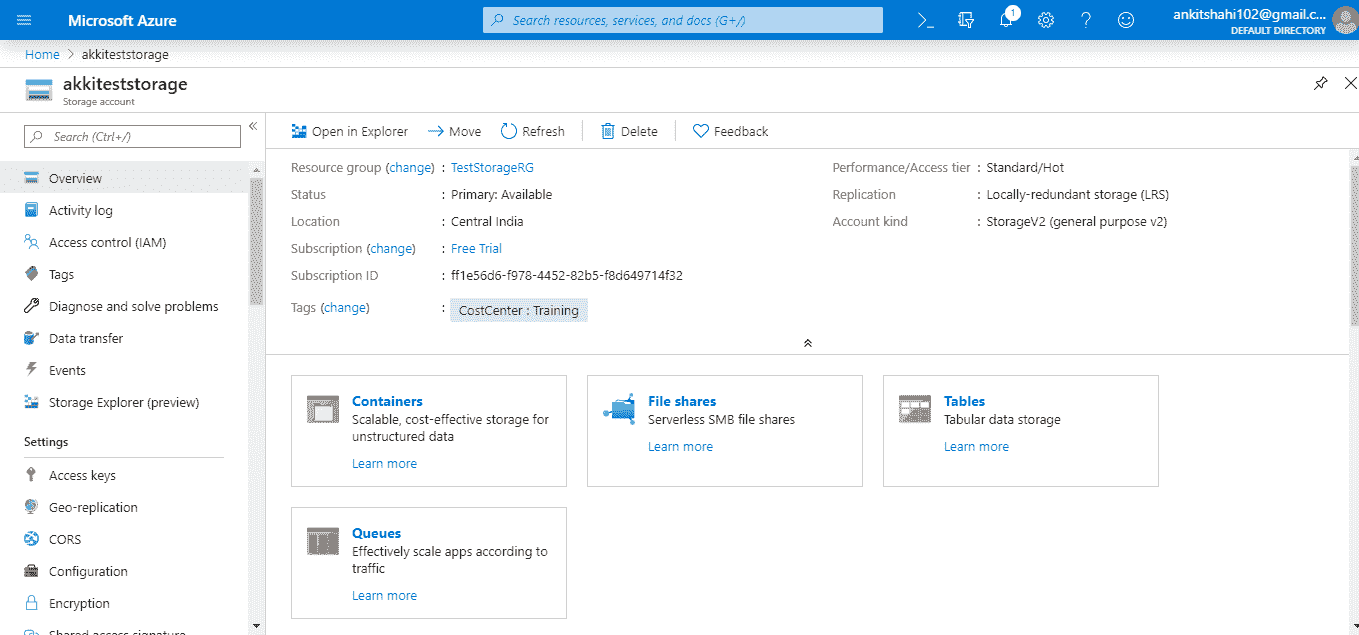 Microsoft Azure
Search resources, services, and docs (G+/)
1
ankitshahi102@gmail.c...
DEFAULT DIRECTORY
Home > akkiteststorage
akkiteststorage
Storage account
Search (Ctrl+/)
Overview
Activity log
Access control (IAM)
Tags
Diagnose and solve problems
Data transfer
Events
Storage Explorer (preview)
Settings
Access keys
Geo-replication
CORS
Configuration
Encryption
Shared access signature
Open in Explorer Move Refresh Delete Feedback
Resource group (change) : TestStorageRG
Status : Primary: Available
Location : Central India
Subscription (change) : Free Trial
Subscription ID : ff1e56d6-f978-4452-82b5-f8d649714f32
Tags (change) : CostCenter : Training
Performance/Access tier : Standard/Hot
Replication : Locally-redundant storage (LRS)
Account kind : StorageV2 (general purpose v2)
Containers
Scalable, cost-effective storage for
unstructured data
Learn more
File shares
Serverless SMB file shares
Learn more
Tables
Tabular data storage
Learn more
Queues
Effectively scale apps according to
traffic
Learn more